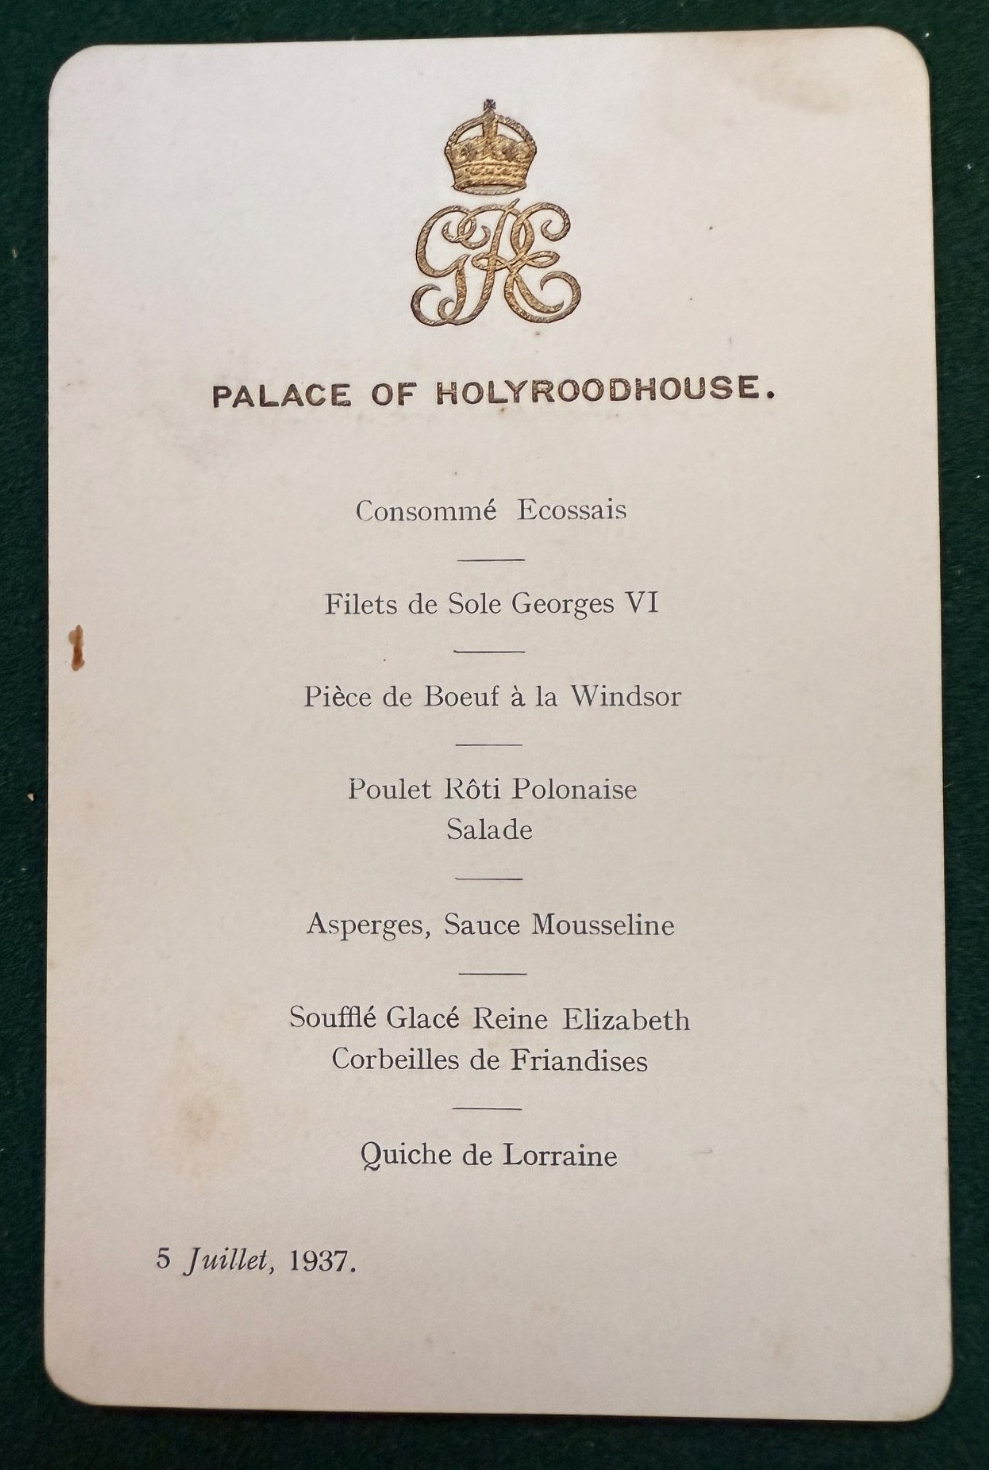 GRE
PALACE OF HOLYROODHOUSE.
Consommé Ecossais
Filets de Sole Georges VI
Pièce de Boeuf à la Windsor
Poulet Rôti Polonaise
Salade
Asperges, Sauce Mousseline
Soufflé Glacé Reine Elizabeth
Corbeilles de Friandises
Quiche de Lorraine
5 Juillet, 1937.